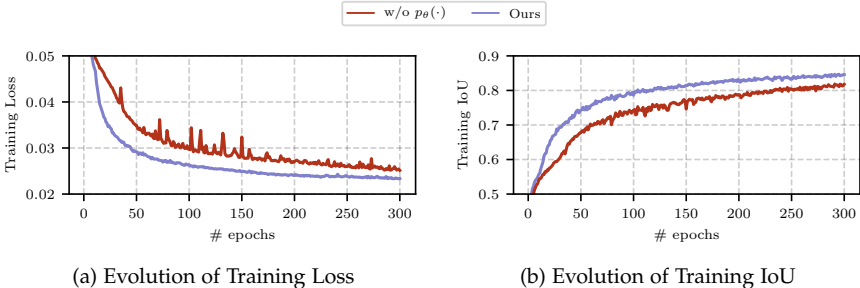 w/o pθ(·) Ours
0.05
0.04
0.03
0.02
Training Loss
0 50 100 150 200 250 300
# epochs
(a) Evolution of Training Loss
0.9
0.8
0.7
0.6
0.5
Training IoU
0 50 100 150 200 250 300
# epochs
(b) Evolution of Training IoU